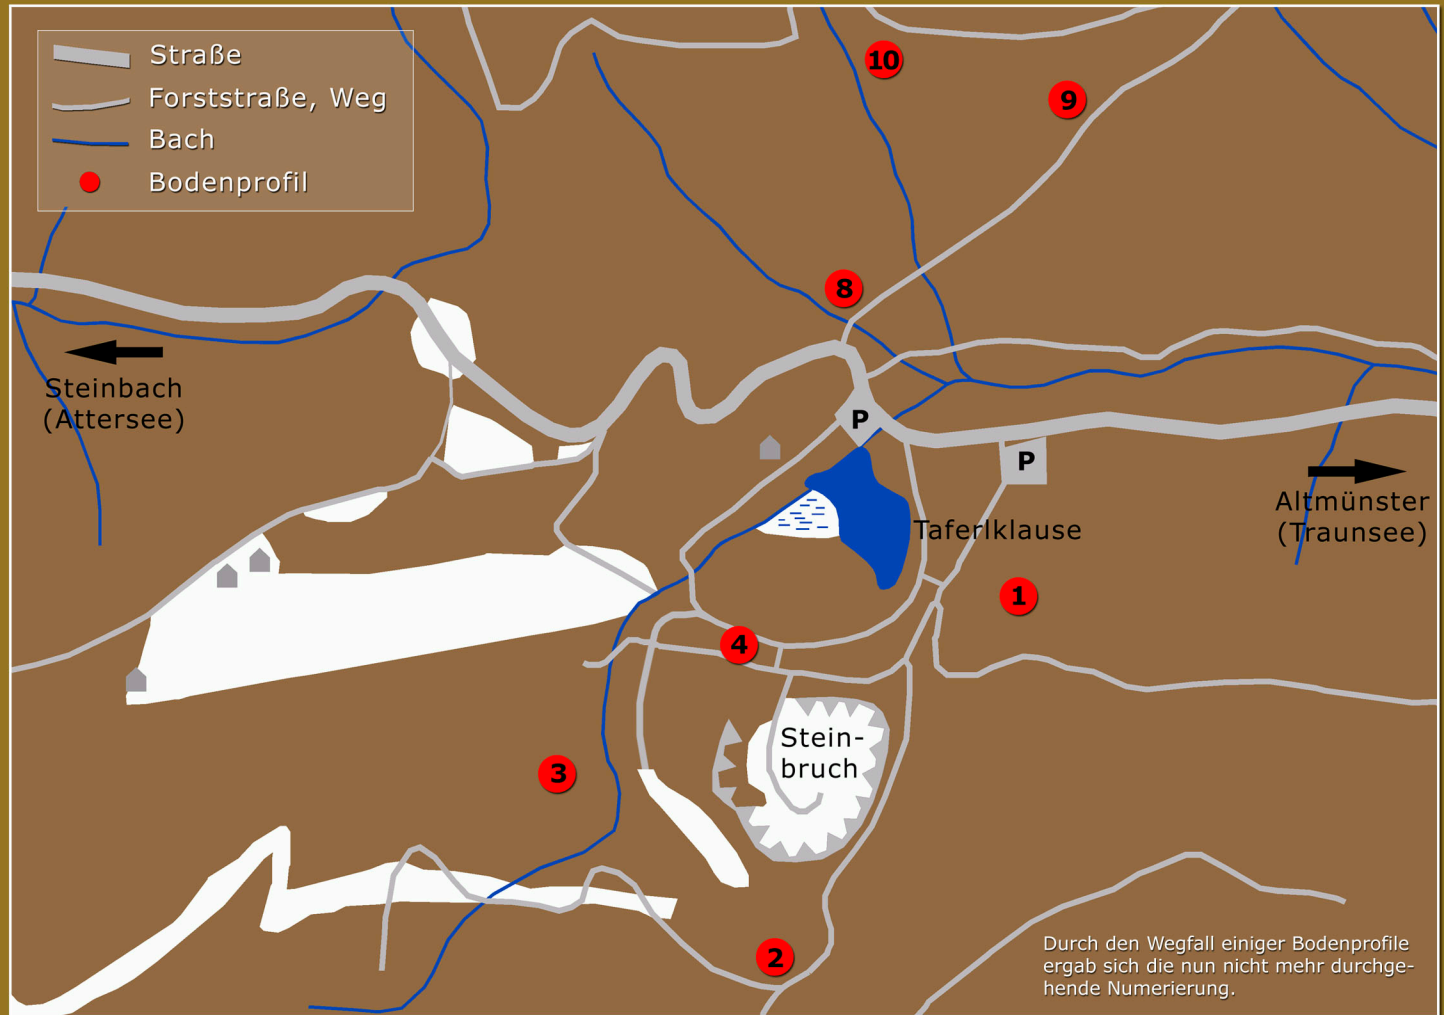 Straße
Forststraße, Weg
Bach
Bodenprofil
10
9
8
Steinbach
(Attersee)
P
P
Altmünster
(Traunsee)
Taferlklause
1
4
Stein-
bruch
3
2
Durch den Wegfall einiger Bodenprofile
ergab sich die nun nicht mehr durchge-
hende Numerierung.